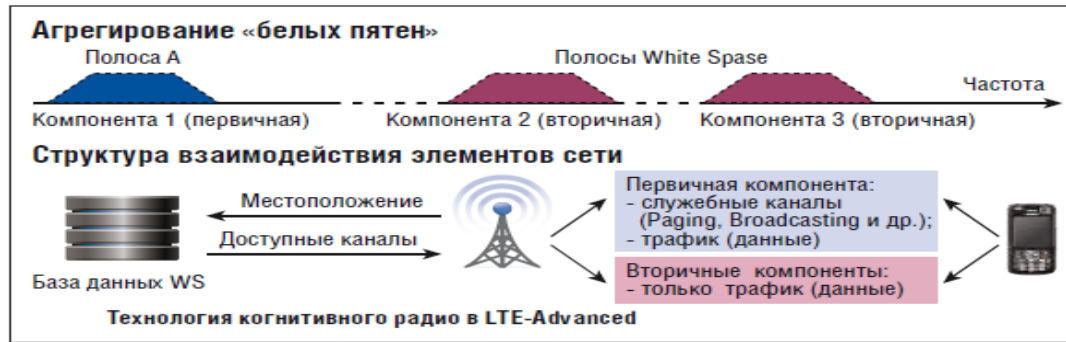 Агрегирование «белых пятен»
Полоса А
Полосы White Spase
Частота
Компонента 1 (первичная)
Компонента 2 (вторичная)
Компонента 3 (вторичная)
Структура взаимодействия элементов сети
Местоположение
Доступные каналы
База данных WS
Первичная компонента:
- служебные каналы
(Paging, Broadcasting и др.);
- трафик (данные)
Вторичные компоненты:
- только трафик (данные)
Технология когнитивного радио в LTE-Advanced